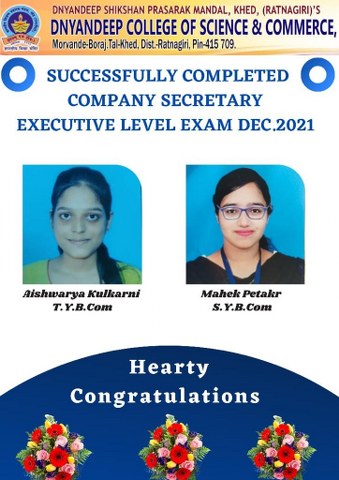 DNYANDEEP SHIKSHAN PRASARAK MANDAL, KHED, (RATNAGIRI)'S
DNYANDEEP COLLEGE OF SCIENCE & COMMERCE,
Morvande-Boraj.Tal-Khed, Dist.-Ratnagiri, Pin-415 709.
SUCCESSFULLY COMPLETED
COMPANY SECRETARY
EXECUTIVE LEVEL EXAM DEC.2021
Aishwarya Kulkarni
T.Y.B.Com
Mahek Petakr
S.Y.B.Com
Hearty
Congratulations